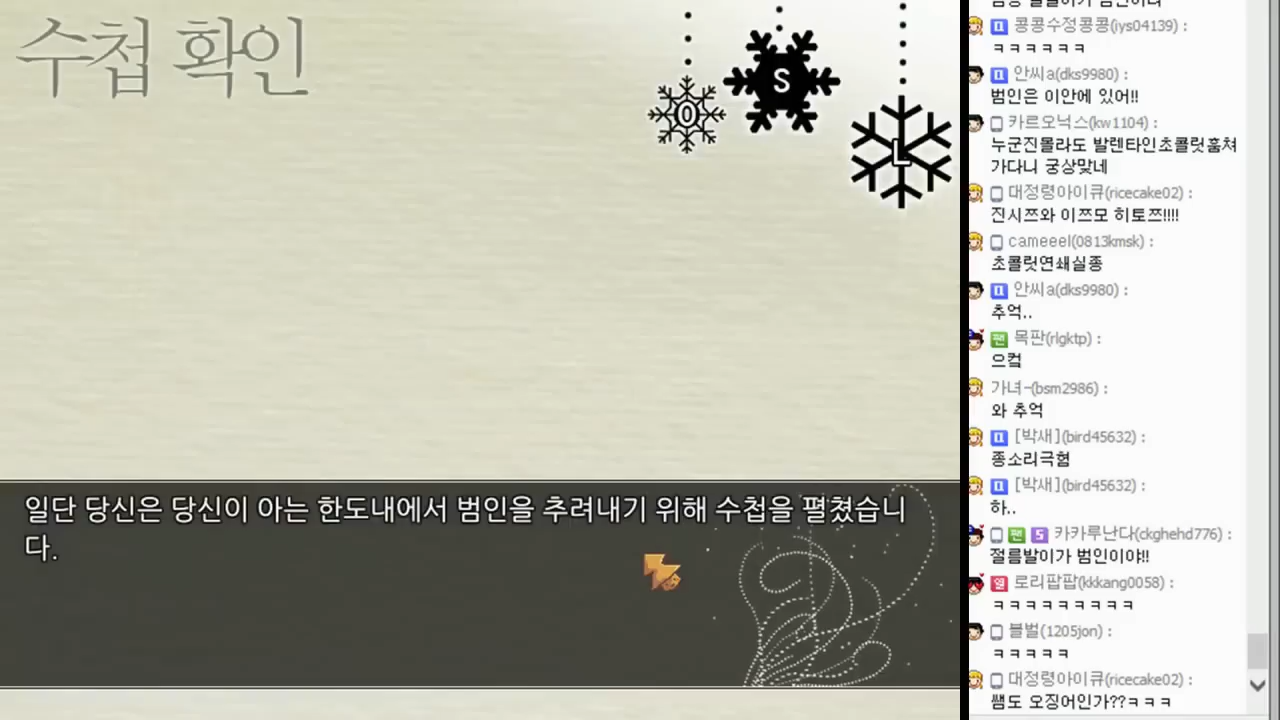 수첩 확인
O
S
L
일단 당신은 당신이 아는 한도내에서 범인을 추려내기 위해 수첩을 펼쳤습니
다.
콩콩수정콩콩(iys04139) :
ㅋㅋㅋㅋㅋㅋ
안씨a(dks9980) :
범인은 이안에 있어!!
카르오닉스(kw1104) :
누군진몰라도 발렌타인초콜릿훔쳐
가다니 궁상맞네
대정령아이큐(ricecake02) :
진시쯔와 이쯔모 히토쯔!!!!
cameeel(0813kmsk) :
초콜릿연쇄실종
안씨a(dks9980) :
추억..
팬 목판(rlgktp) :
으컼
가녀-(bsm2986) :
와 추억
[박새](bird45632) :
종소리극혐
[박새](bird45632) :
하..
팬 S 카카루난다(ckghehd776) :
절름발이가 범인이야!!
열 로리팝팝(kkkang0058) :
ㅋㅋㅋㅋㅋㅋㅋㅋㅋ
블벌(1205jon) :
ㅋㅋㅋㅋㅋ
대정령아이큐(ricecake02) :
쌤도 오징어인가??ㅋㅋㅋ